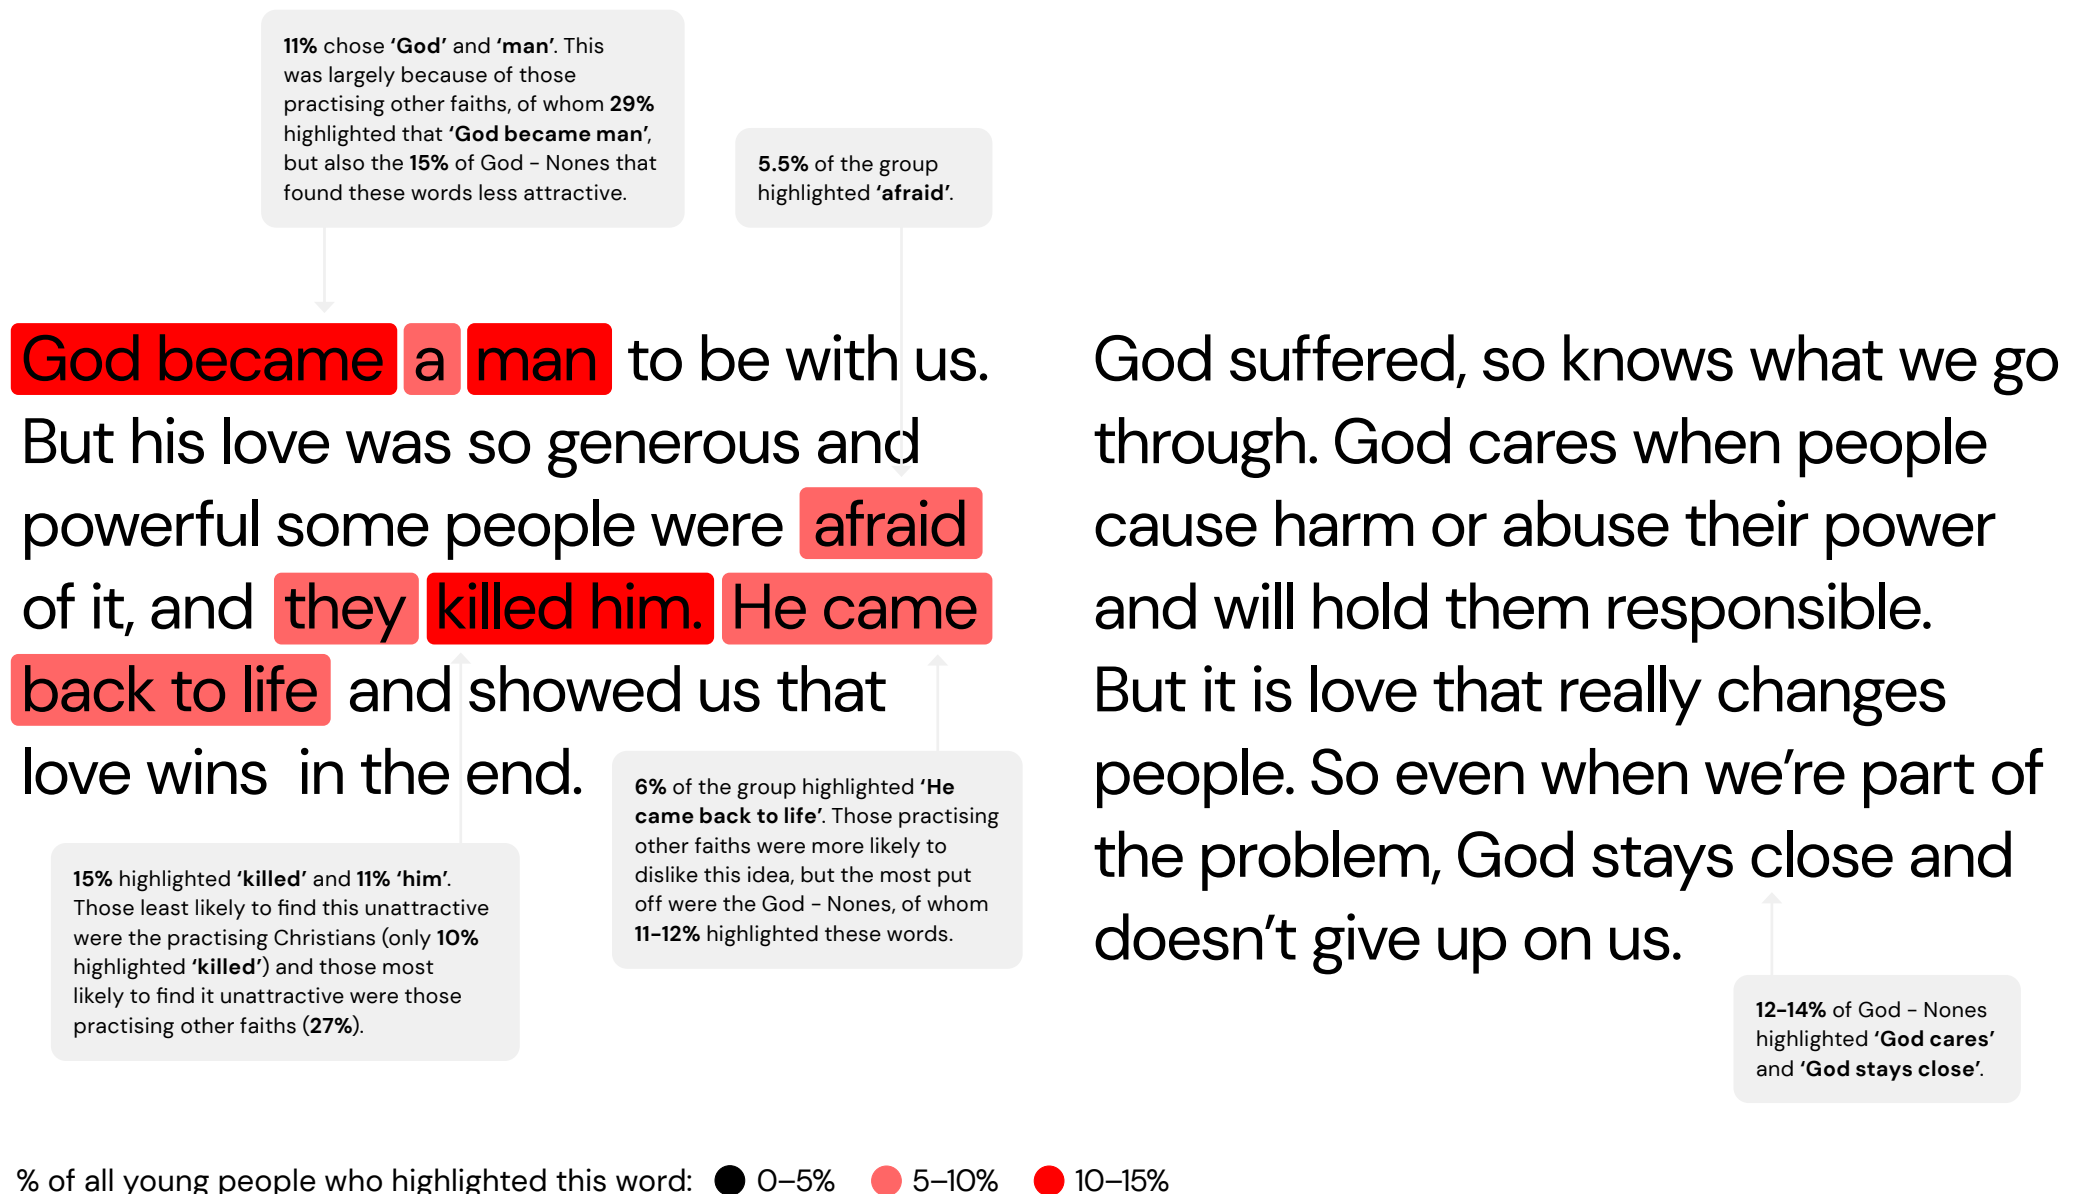 11% chose ‘God’ and ‘man’. This
was largely because of those
practising other faiths, of whom 29%
highlighted that ‘God became man’,
but also the 15% of God – Nones that
found these words less attractive.
5.5% of the group
highlighted ‘afraid’.
God became a man to be with us.
But his love was so generous and
powerful some people were afraid
of it, and they killed him. He came
back to life and showed us that
love wins in the end.
15% highlighted ‘killed’ and 11% ‘him’.
Those least likely to find this unattractive
were the practising Christians (only 10%
highlighted ‘killed’) and those most
likely to find it unattractive were those
practising other faiths (27%).
6% of the group highlighted ‘He
came back to life’. Those practising
other faiths were more likely to
dislike this idea, but the most put
off were the God – Nones, of whom
11–12% highlighted these words.
God suffered, so knows what we go
through. God cares when people
cause harm or abuse their power
and will hold them responsible.
But it is love that really changes
people. So even when we’re part of
the problem, God stays close and
doesn’t give up on us.
12–14% of God – Nones
highlighted ‘God cares’
and ‘God stays close’.
% of all young people who highlighted this word: 0–5% 5–10% 10–15%